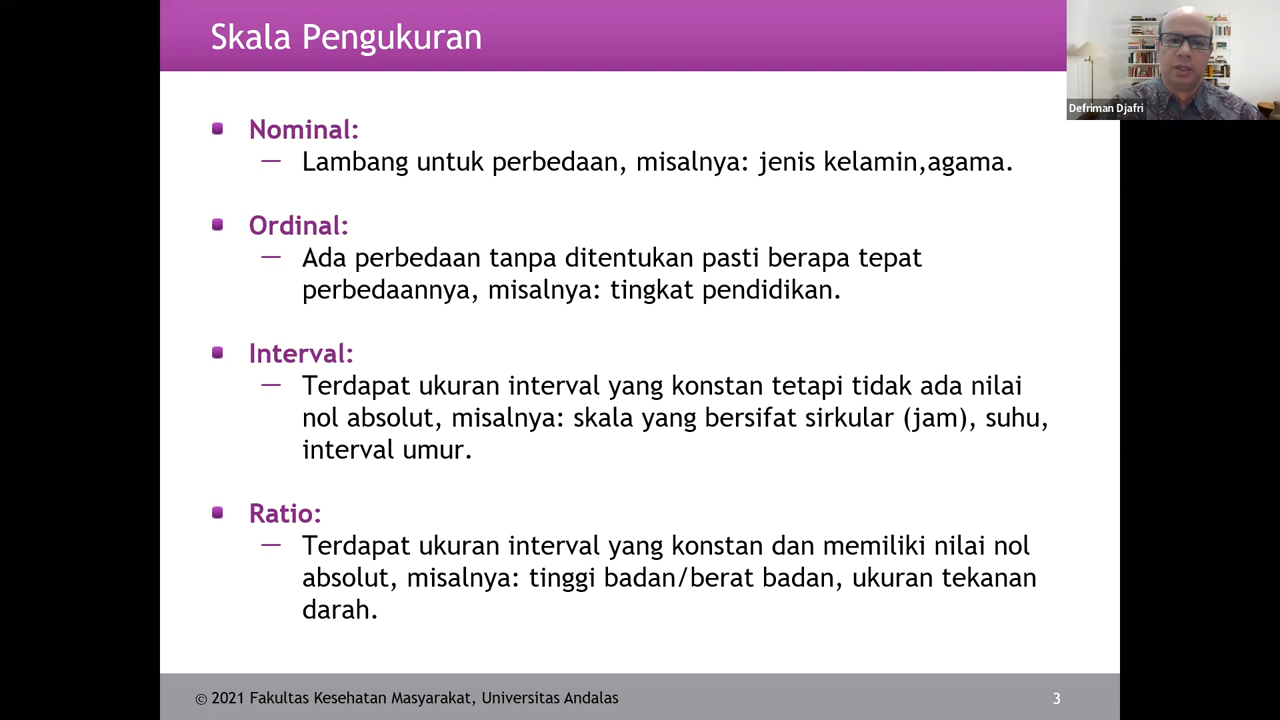 Skala Pengukuran
Defriman Djafri
Nominal:
— Lambang untuk perbedaan, misalnya: jenis kelamin,agama.
Ordinal:
— Ada perbedaan tanpa ditentukan pasti berapa tepat
perbedaannya, misalnya: tingkat pendidikan.
Interval:
— Terdapat ukuran interval yang konstan tetapi tidak ada nilai
nol absolut, misalnya: skala yang bersifat sirkular (jam), suhu,
interval umur.
Ratio:
— Terdapat ukuran interval yang konstan dan memiliki nilai nol
absolut, misalnya: tinggi badan/berat badan, ukuran tekanan
darah.
© 2021 Fakultas Kesehatan Masyarakat, Universitas Andalas
3